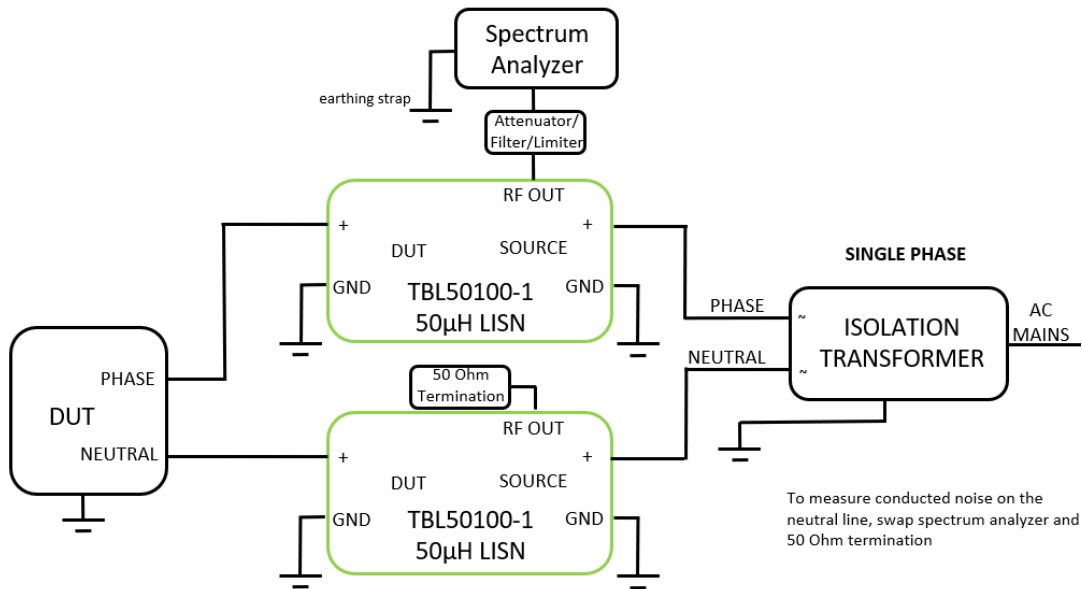 Spectrum
Analyzer
earthing strap
Attenuator/
Filter/Limiter
RF OUT
+
+
DUT
SOURCE
GND
GND
TBL50100-1
50µH LISN
SINGLE PHASE
PHASE
~
ISOLATION
TRANSFORMER
AC
MAINS
NEUTRAL
~
PHASE
DUT
NEUTRAL
50 Ohm
Termination
RF OUT
+
+
DUT
SOURCE
GND
GND
TBL50100-1
50µH LISN
To measure conducted noise on the
neutral line, swap spectrum analyzer and
50 Ohm termination